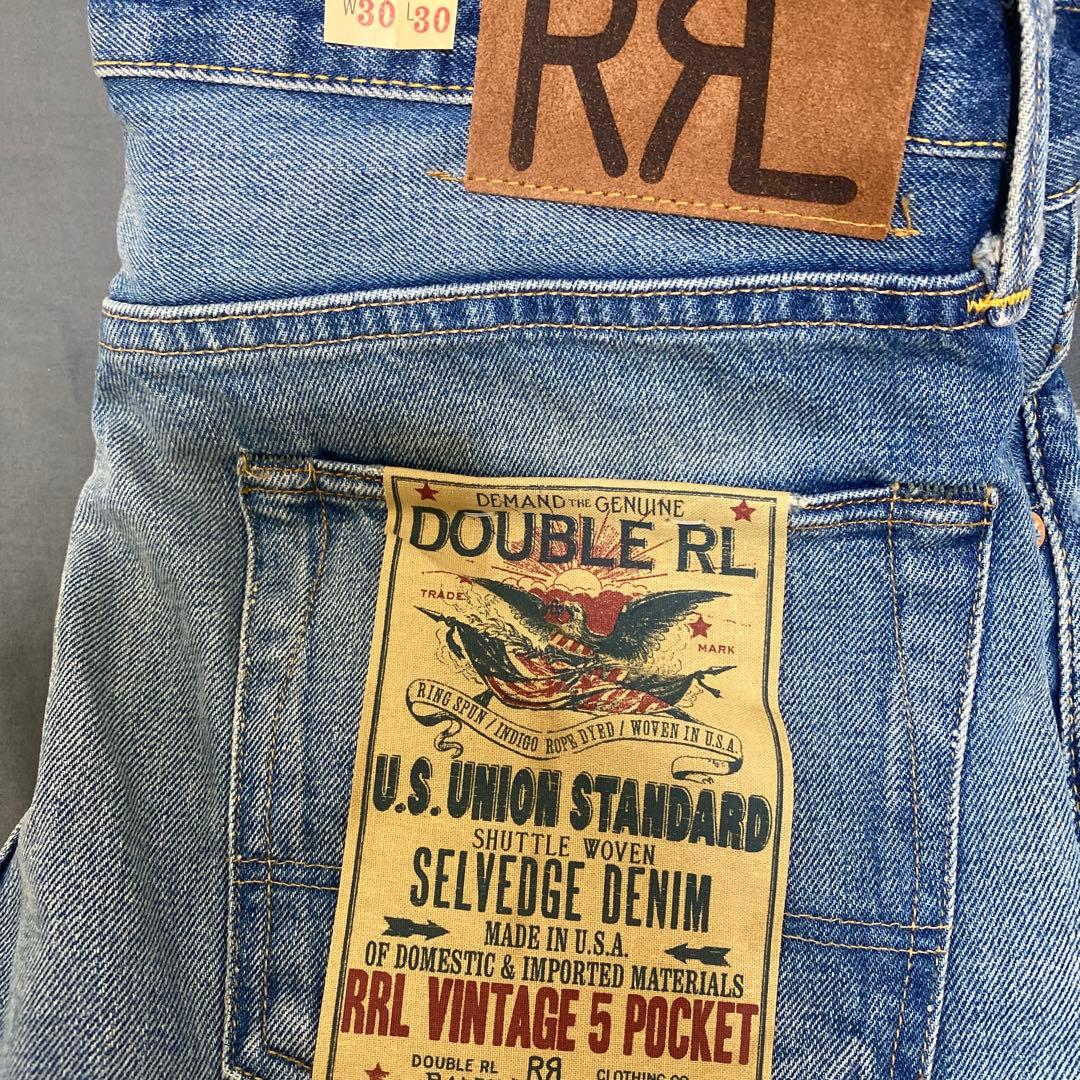 W30 L30
RRL
DEMAND THE GENUINE
DOUBLE RL
TRADE
MARK
RING SPUN / INDIGO ROPE DYED / WOVEN IN U.S.A.
U.S. UNION STANDARD
SHUTTLE WOVEN
SELVEDGE DENIM
MADE IN U.S.A.
OF DOMESTIC & IMPORTED MATERIALS
RRL VINTAGE 5 POCKET
DOUBLE RL RR CLOTHING CO